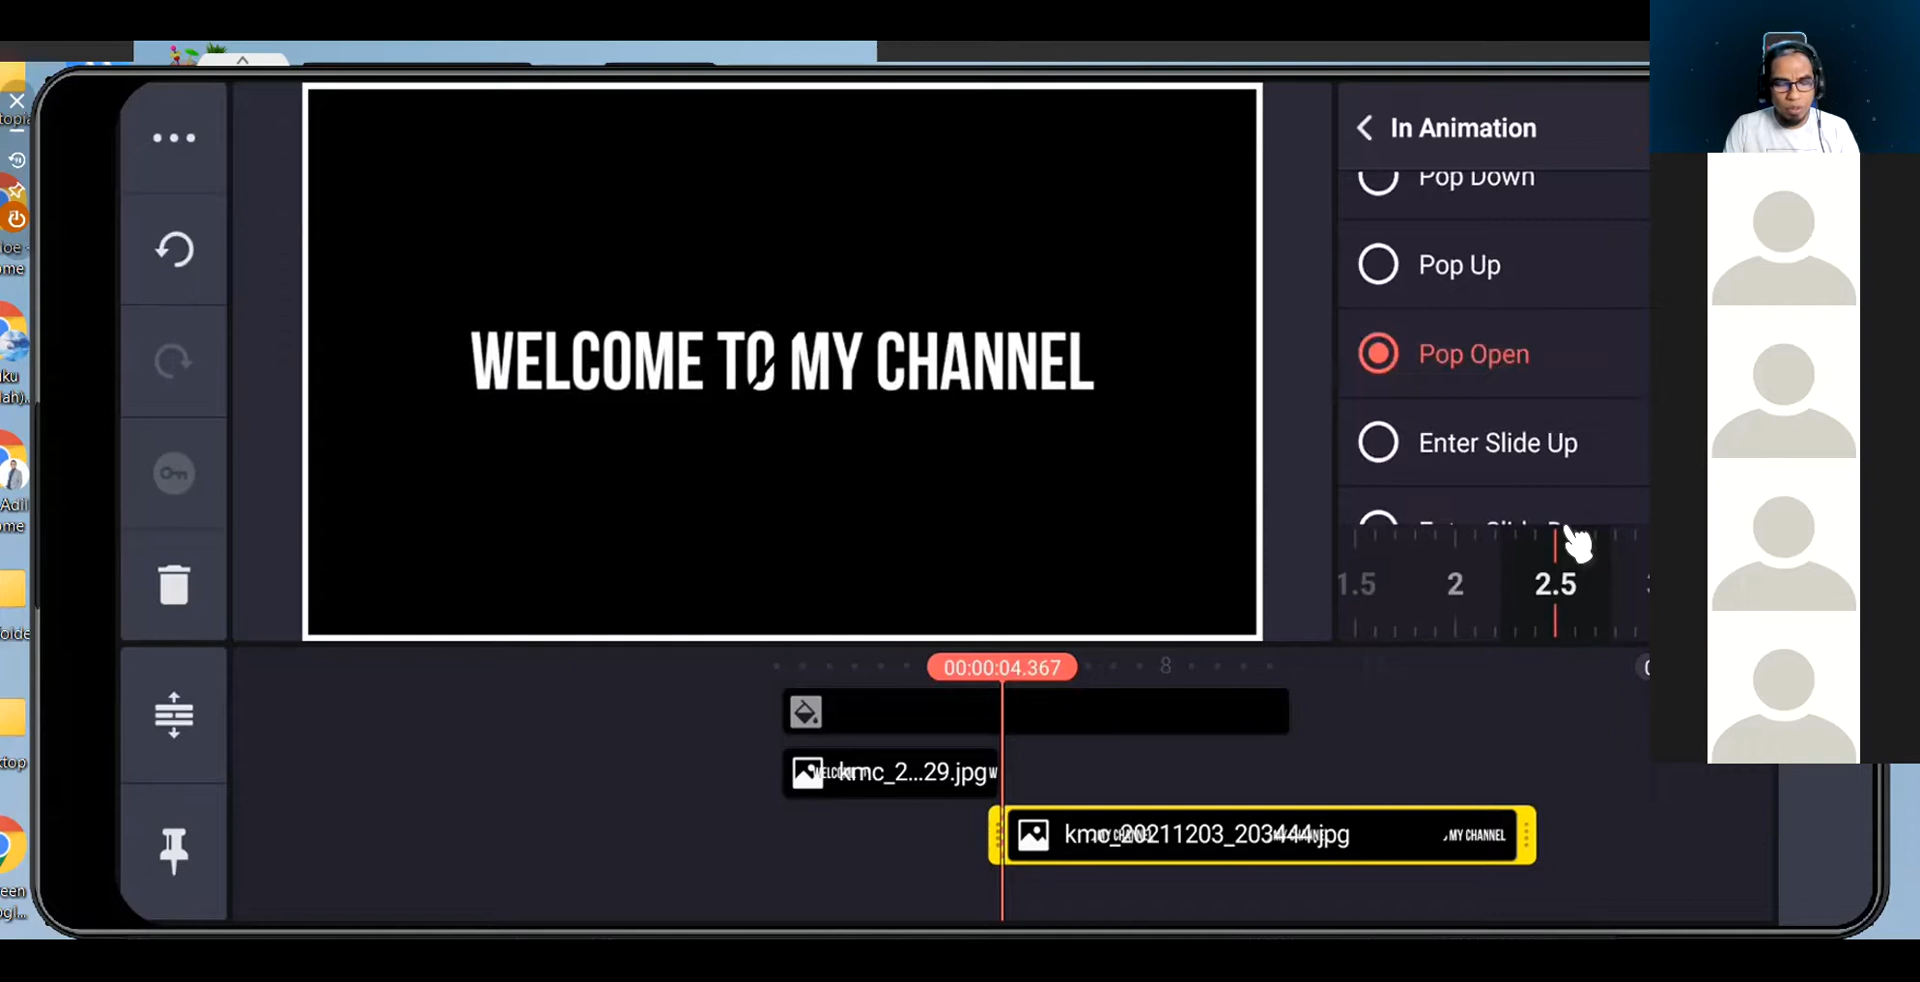 In Animation
Pop Down
Pop Up
Pop Open
Enter Slide Up
WELCOME TO MY CHANNEL
1.5
2
2.5
00:00:04.367
8
kmc_2...29.jpg
kmc_20211203_203444.jpg
MY CHANNEL